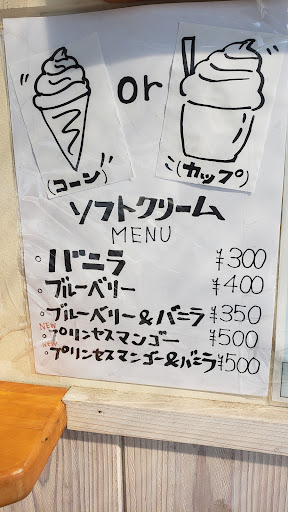 or
(コーン)
(カップ)
ソフトクリーム
MENU
。バニラ ¥300
。ブルーベリー ¥400
。ブルーベリー&バニラ ¥350
NEW
。プリンセスマンゴー ¥500
NEW
。プリンセスマンゴー&バニラ ¥500